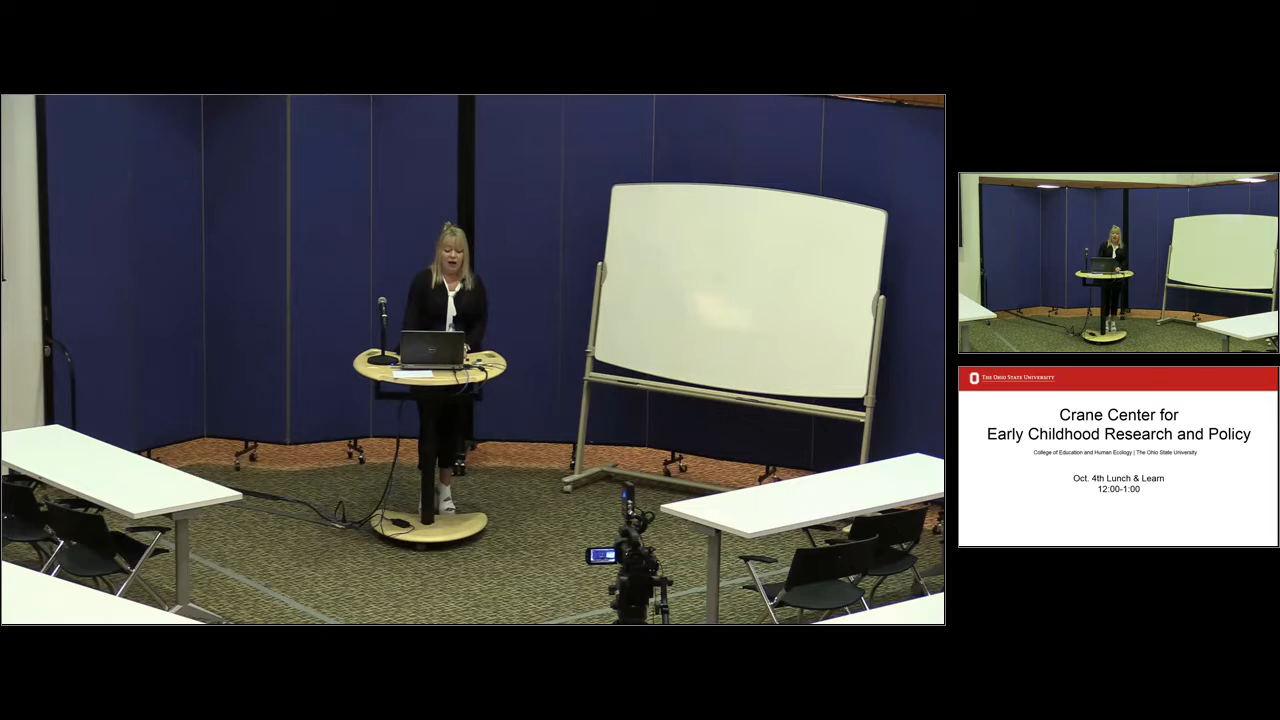 The Ohio State University
Crane Center for
Early Childhood Research and Policy
College of Education and Human Ecology | The Ohio State University
Oct. 4th Lunch & Learn
12:00-1:00